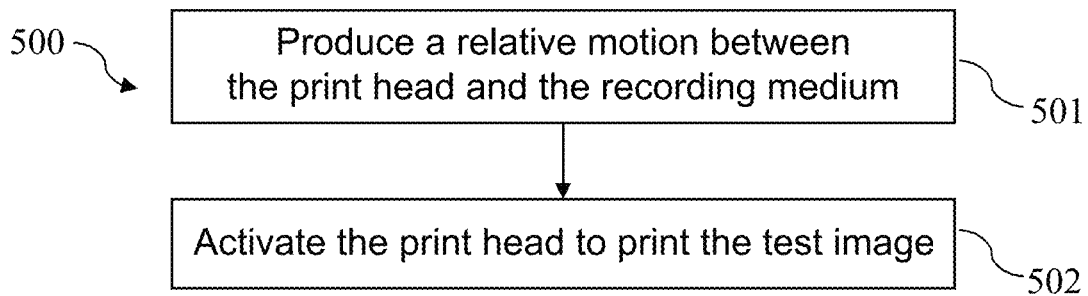 500
Produce a relative motion between
the print head and the recording medium
501
Activate the print head to print the test image
502